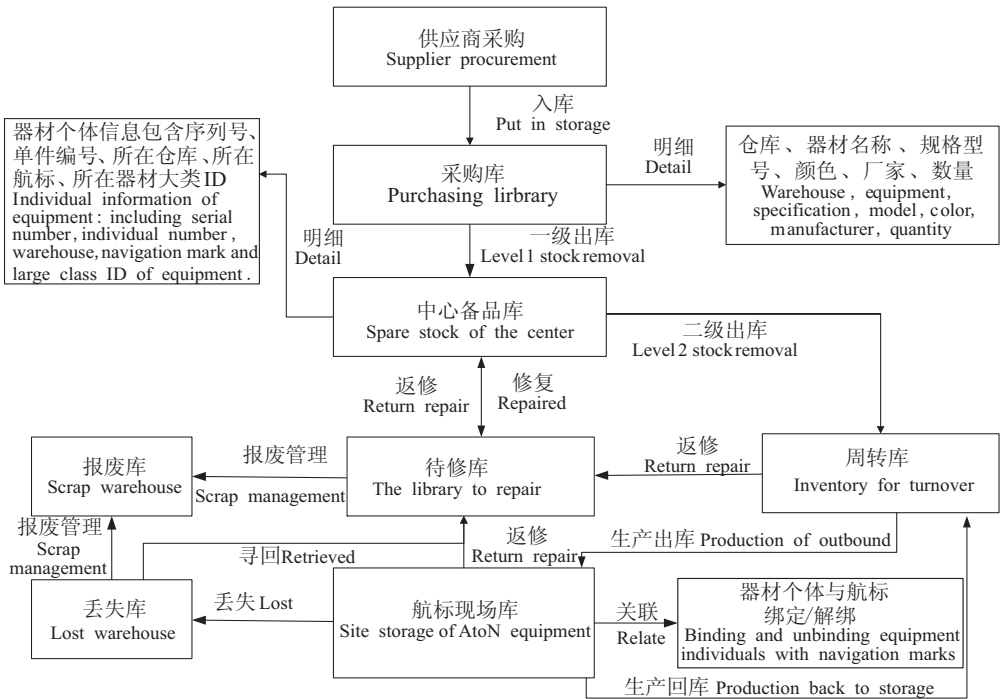 供应商采购
Supplier procurement
入库
Put in storage
器材个体信息包含序列号、
单件编号、所在仓库、所在
航标、所在器材大类ID
Individual information of
equipment: including serial
number, individual number,
warehouse, navigation mark and
large class ID of equipment.
采购库
Purchasing lirbrary
明细
Detail
仓库、器材名称、规格型
号、颜色、厂家、数量
Warehouse, equipment,
specification, model, color,
manufacturer, quantity
明细
Detail
一级出库
Level 1 stock removal
中心备品库
Spare stock of the center
二级出库
Level 2 stock removal
返修
Return repair
修复
Repaired
报废库
Scrap warehouse
报废管理
Scrap management
待修库
The library to repair
返修
Return repair
周转库
Inventory for turnover
报废管理
Scrap
management
寻回Retrieved
返修
Return repair
生产出库 Production of outbound
丢失库
Lost warehouse
丢失 Lost
航标现场库
Site storage of AtoN equipment
关联
Relate
器材个体与航标
绑定/解绑
Binding and unbinding equipment
individuals with navigation marks
生产回库 Production back to storage